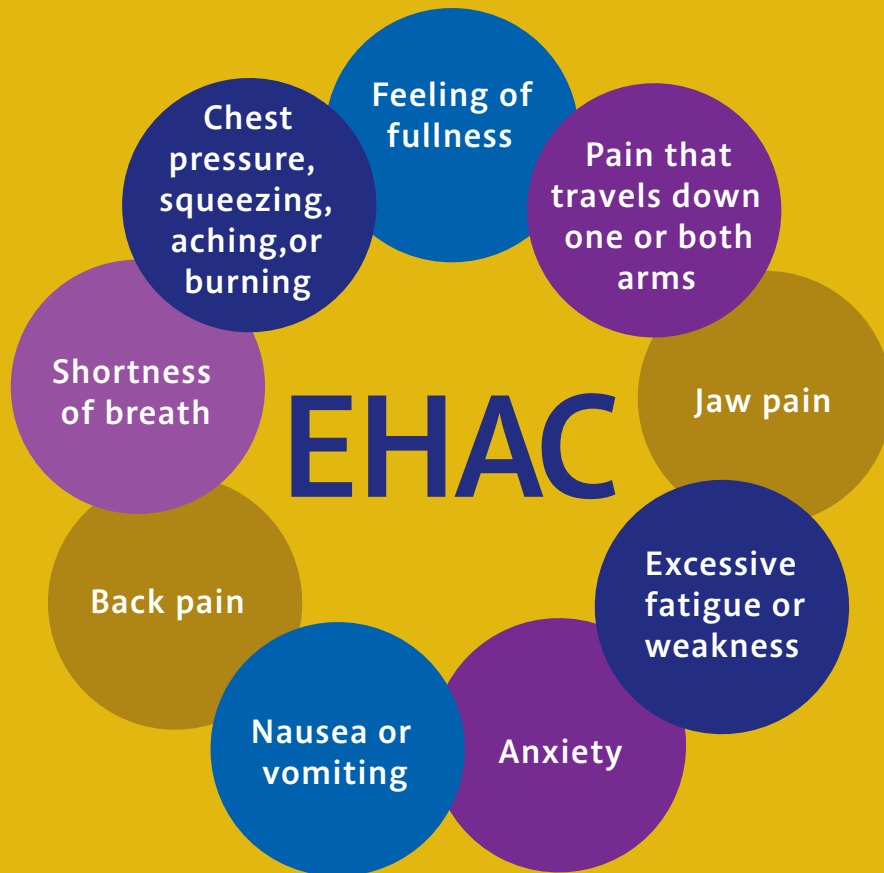 Feeling of
fullness
Pain that
travels down
one or both
arms
Jaw pain
Excessive
fatigue or
weakness
Anxiety
Nausea or
vomiting
Back pain
Shortness
of breath
Chest
pressure,
squeezing,
aching,or
burning
EHAC